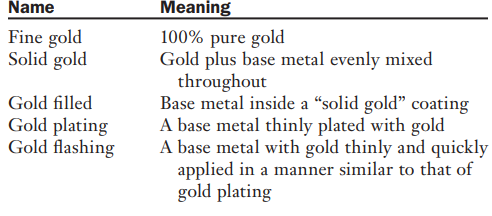 Name Meaning
Fine gold 100% pure gold
Solid gold Gold plus base metal evenly mixed
throughout
Gold filled Base metal inside a “solid gold” coating
Gold plating A base metal thinly plated with gold
Gold flashing A base metal with gold thinly and quickly
applied in a manner similar to that of
gold plating